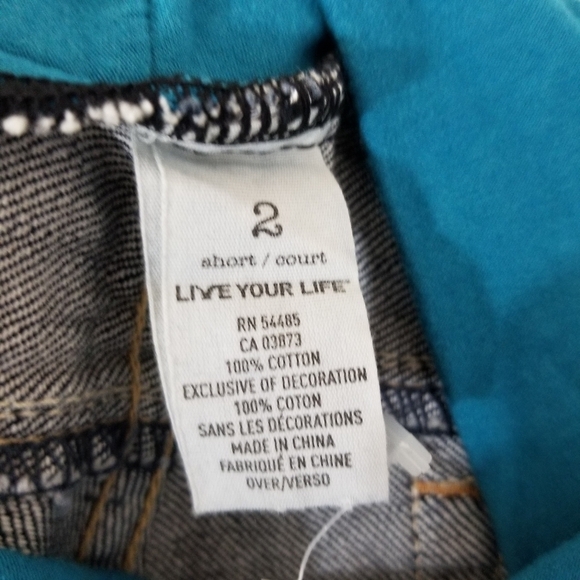 2
short / court
LIVE YOUR LIFE™
RN 54485
CA 03873
100% COTTON
EXCLUSIVE OF DECORATION
100% COTON
SANS LES DÉCORATIONS
MADE IN CHINA
FABRIQUÉ EN CHINE
OVER/VERSO